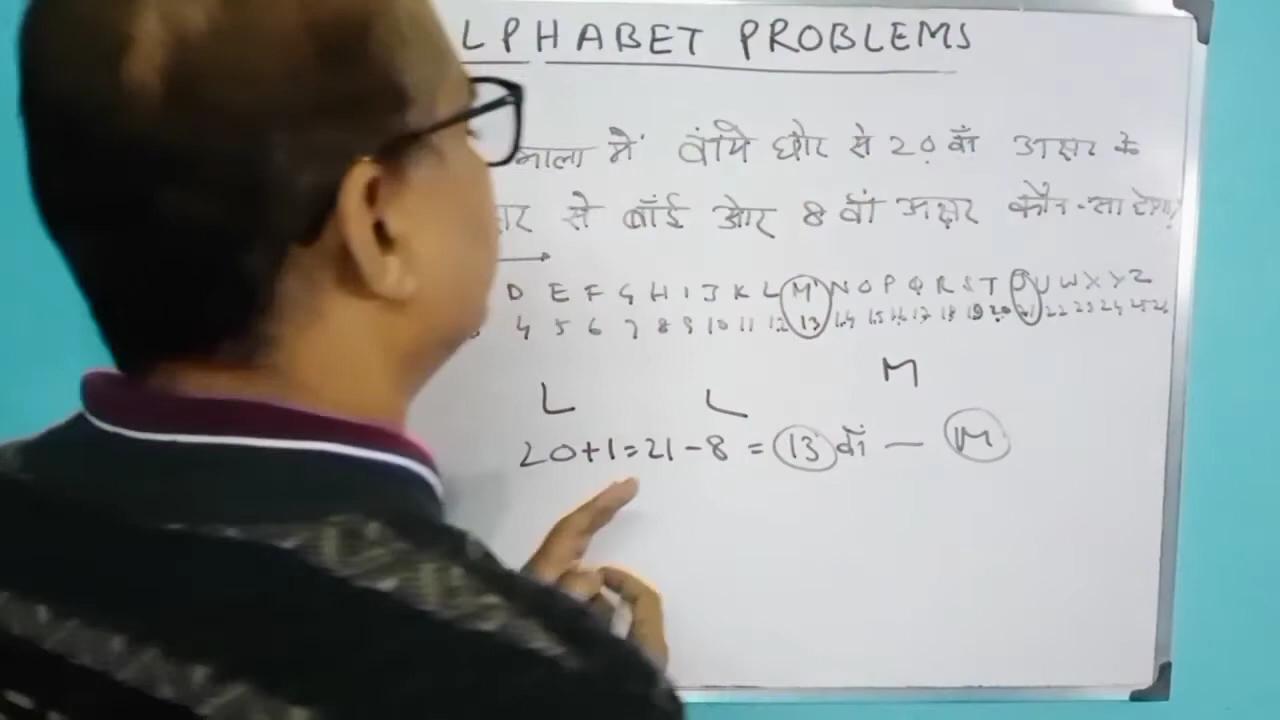 LPHABET PROBLEMS
माला में वांये छोर से 20 वाँ अक्षर के
से बाँई ओर 8 वां अक्षर कौन-सा होगा
D E F G H I J K L M N O P Q R S T U W X Y Z
4 5 6 7 8 9 10 11 12 13 14 15 16 17 18 19 20 21 22 23 24 25 26
M
L L
20+1=21-8 = 13 वां — M